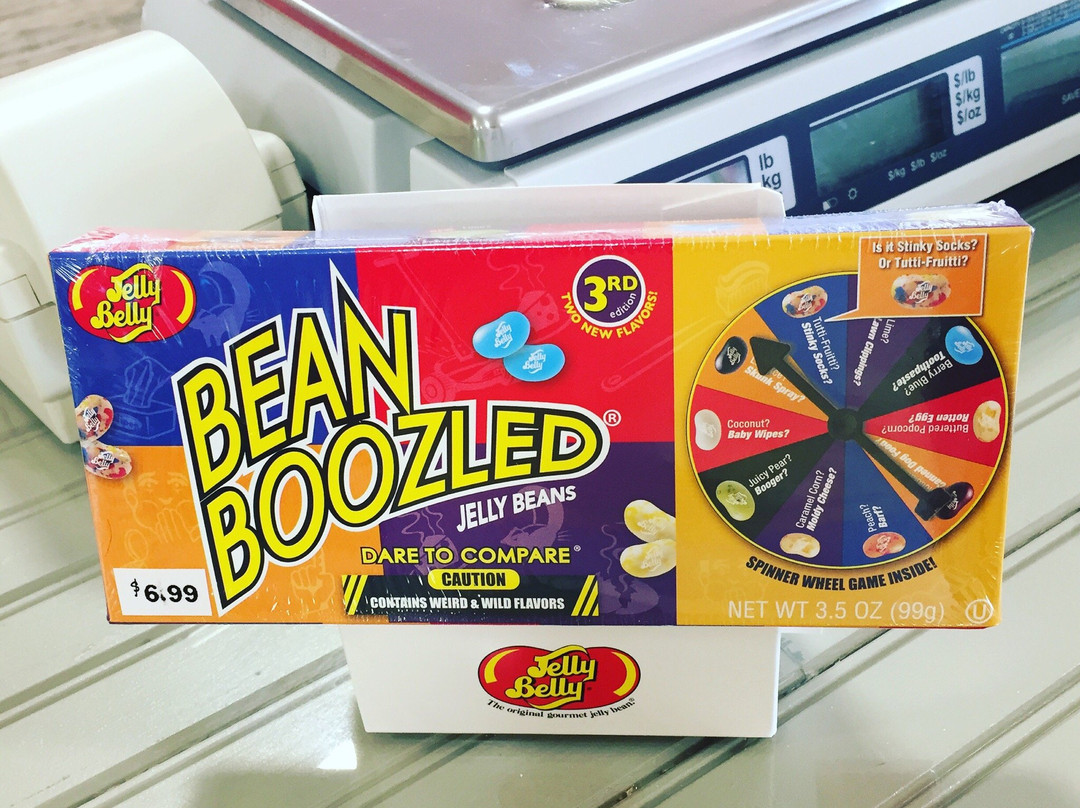 $/lb
$/kg
$/oz
SAVE
lb
kg
$/kg $/lb $/oz
Jelly
Belly
BEAN
BOOZLED®
JELLY BEANS
DARE TO COMPARE®
CAUTION
CONTAINS WEIRD & WILD FLAVORS
$6.99
3RD
edition
TWO NEW FLAVORS!
Is it Stinky Socks?
Or Tutti-Fruitti?
Tutti-Fruitti?
Stinky Socks?
Lime?
Lawn Clippings?
Berry Blue?
Toothpaste?
Buttered Popcorn?
Rotten Egg?
Peach?
Barf?
Caramel Corn?
Moldy Cheese?
Juicy Pear?
Booger?
Coconut?
Baby Wipes?
Skunk Spray?
SPINNER WHEEL GAME INSIDE!
NET WT 3.5 OZ (99g) U
Jelly
Belly
The original gourmet jelly bean®